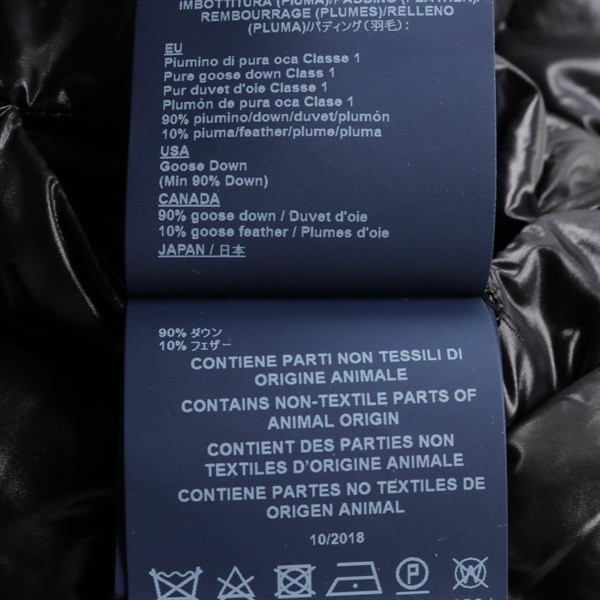 IMBOTTITURA (PIUMA)/PADDING (FEATHER)/
REMBOURRAGE (PLUMES)/RELLENO
(PLUMA)/パディング(羽毛):
EU
Piumino di pura oca Classe 1
Pure goose down Class 1
Pur duvet d'oie Classe 1
Plumón de pura oca Classe 1
90% piumino/down/duvet/plumón
10% piuma/feather/plume/pluma
USA
Goose Down
(Min 90% Down)
CANADA
90% goose down / Duvet d'oie
10% goose feather / Plumes d'oie
JAPAN / 日本
90% ダウン
10% フェザー
CONTIENE PARTI NON TESSILI DI
ORIGINE ANIMALE
CONTAINS NON-TEXTILE PARTS OF
ANIMAL ORIGIN
CONTIENT DES PARTIES NON
TEXTILES D'ORIGINE ANIMALE
CONTIENE PARTES NO TEXTILES DE
ORIGEN ANIMAL
10/2018
P W